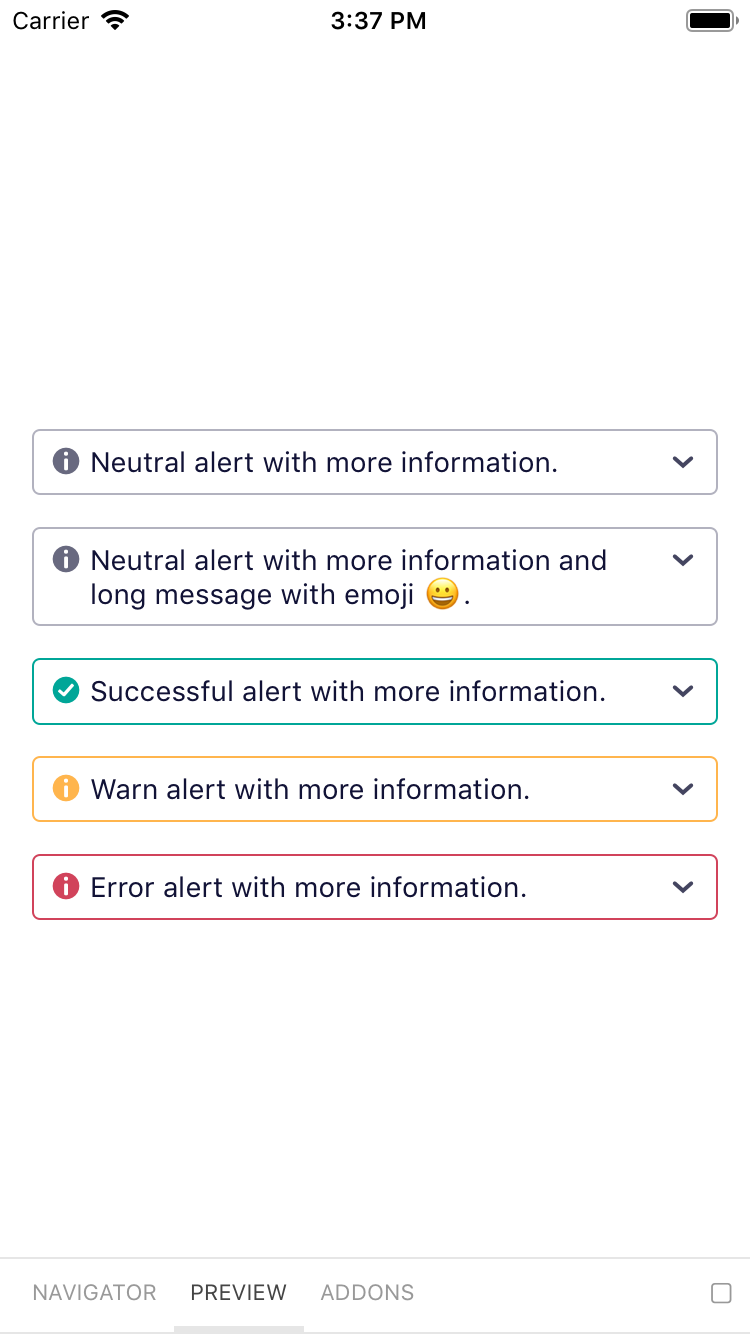 Carrier 3:37 PM
Neutral alert with more information.
Neutral alert with more information and
long message with emoji 😀.
Successful alert with more information.
Warn alert with more information.
Error alert with more information.
NAVIGATOR PREVIEW ADDONS